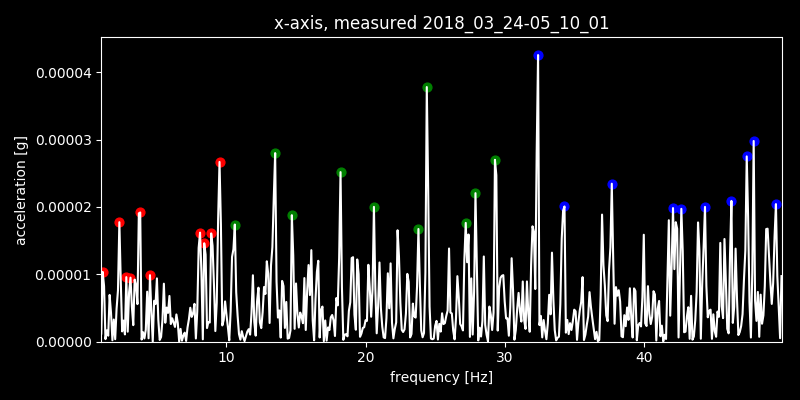 x-axis, measured 2018_03_24-05_10_01
0.00004
0.00003
0.00002
0.00001
0.00000
acceleration [g]
10 20 30 40
frequency [Hz]